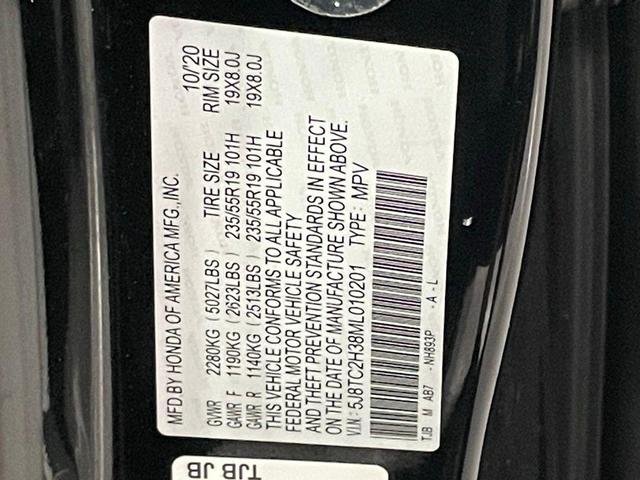 MFD.BY HONDA OF AMERICA MFG.,INC. 10/'20
GVWR 2280KG (5027LBS) TIRE SIZE RIM SIZE
GAWR F 1190KG (2623LBS) 235/55R19 101H 19X8.0J
GAWR R 1140KG (2513LBS) 235/55R19 101H 19X8.0J
THIS VEHICLE CONFORMS TO ALL APPLICABLE
FEDERAL MOTOR VEHICLE SAFETY
AND THEFT PREVENTION STANDARDS IN EFFECT
ON THE DATE OF MANUFACTURE SHOWN ABOVE.
V.I.N.: 5J8TC2H38ML010201 TYPE: MPV
TJB M AB7 -NH893P -A-L
TJB JB